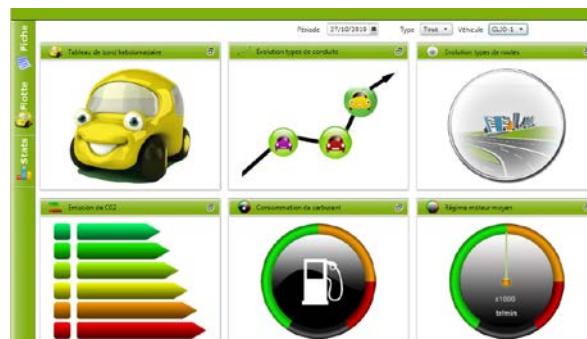 Période 27/10/2010 Type Tous Véhicule CLIO-1
Fiche
Flotte
Stats
Tableau de bord hebdomadaire
Evolution types de conduite
Evolution types de routes
Emission de CO2
Consommation de carburant
Régime moteur moyen
x1000
tr/min